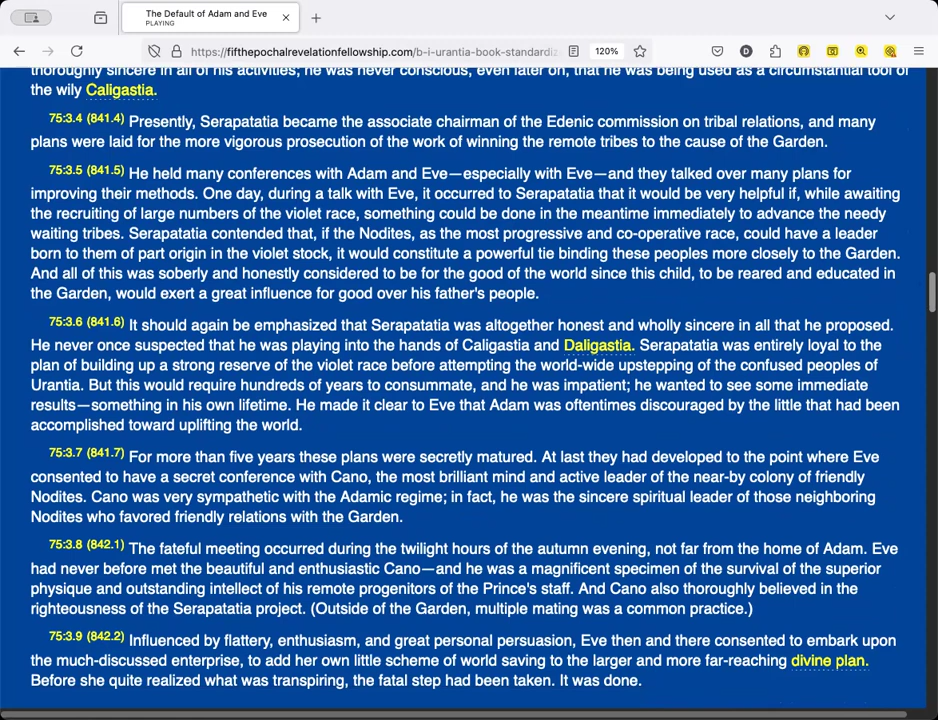 The Default of Adam and Eve
PLAYING
https://fifthepochalrevelationfellowship.com/b-i-urantia-book-standardiz
120%
D
thoroughly sincere in all of his activities; he was never conscious, even later on, that he was being used as a circumstantial tool of
the wily Caligastia.
75:3.4 (841.4) Presently, Serapatatia became the associate chairman of the Edenic commission on tribal relations, and many
plans were laid for the more vigorous prosecution of the work of winning the remote tribes to the cause of the Garden.
75:3.5 (841.5) He held many conferences with Adam and Eve—especially with Eve—and they talked over many plans for
improving their methods. One day, during a talk with Eve, it occurred to Serapatatia that it would be very helpful if, while awaiting
the recruiting of large numbers of the violet race, something could be done in the meantime immediately to advance the needy
waiting tribes. Serapatatia contended that, if the Nodites, as the most progressive and co-operative race, could have a leader
born to them of part origin in the violet stock, it would constitute a powerful tie binding these peoples more closely to the Garden.
And all of this was soberly and honestly considered to be for the good of the world since this child, to be reared and educated in
the Garden, would exert a great influence for good over his father's people.
75:3.6 (841.6) It should again be emphasized that Serapatatia was altogether honest and wholly sincere in all that he proposed.
He never once suspected that he was playing into the hands of Caligastia and Daligastia. Serapatatia was entirely loyal to the
plan of building up a strong reserve of the violet race before attempting the world-wide upstepping of the confused peoples of
Urantia. But this would require hundreds of years to consummate, and he was impatient; he wanted to see some immediate
results—something in his own lifetime. He made it clear to Eve that Adam was oftentimes discouraged by the little that had been
accomplished toward uplifting the world.
75:3.7 (841.7) For more than five years these plans were secretly matured. At last they had developed to the point where Eve
consented to have a secret conference with Cano, the most brilliant mind and active leader of the near-by colony of friendly
Nodites. Cano was very sympathetic with the Adamic regime; in fact, he was the sincere spiritual leader of those neighboring
Nodites who favored friendly relations with the Garden.
75:3.8 (842.1) The fateful meeting occurred during the twilight hours of the autumn evening, not far from the home of Adam. Eve
had never before met the beautiful and enthusiastic Cano—and he was a magnificent specimen of the survival of the superior
physique and outstanding intellect of his remote progenitors of the Prince's staff. And Cano also thoroughly believed in the
righteousness of the Serapatatia project. (Outside of the Garden, multiple mating was a common practice.)
75:3.9 (842.2) Influenced by flattery, enthusiasm, and great personal persuasion, Eve then and there consented to embark upon
the much-discussed enterprise, to add her own little scheme of world saving to the larger and more far-reaching divine plan.
Before she quite realized what was transpiring, the fatal step had been taken. It was done.